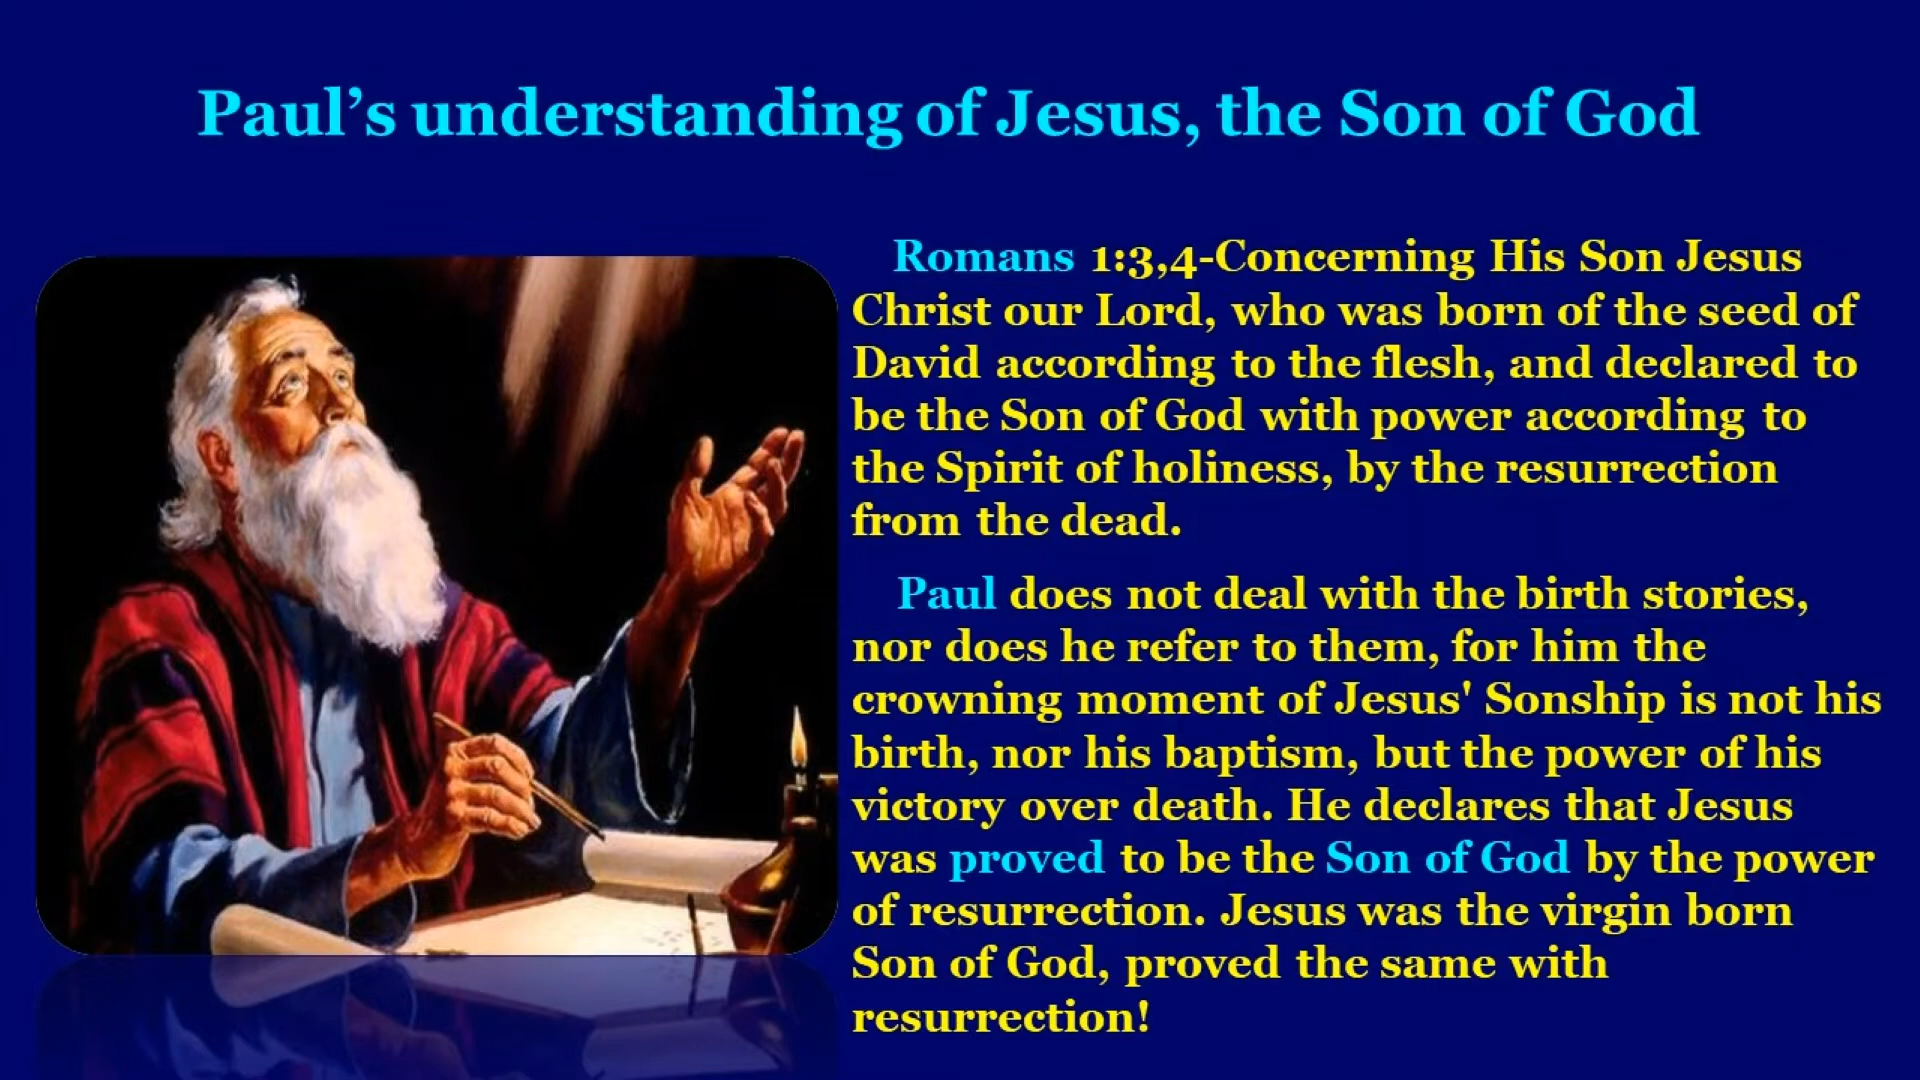 Paul’s understanding of Jesus, the Son of God
Romans 1:3,4-Concerning His Son Jesus
Christ our Lord, who was born of the seed of
David according to the flesh, and declared to
be the Son of God with power according to
the Spirit of holiness, by the resurrection
from the dead.
Paul does not deal with the birth stories,
nor does he refer to them, for him the
crowning moment of Jesus' Sonship is not his
birth, nor his baptism, but the power of his
victory over death. He declares that Jesus
was proved to be the Son of God by the power
of resurrection. Jesus was the virgin born
Son of God, proved the same with
resurrection!